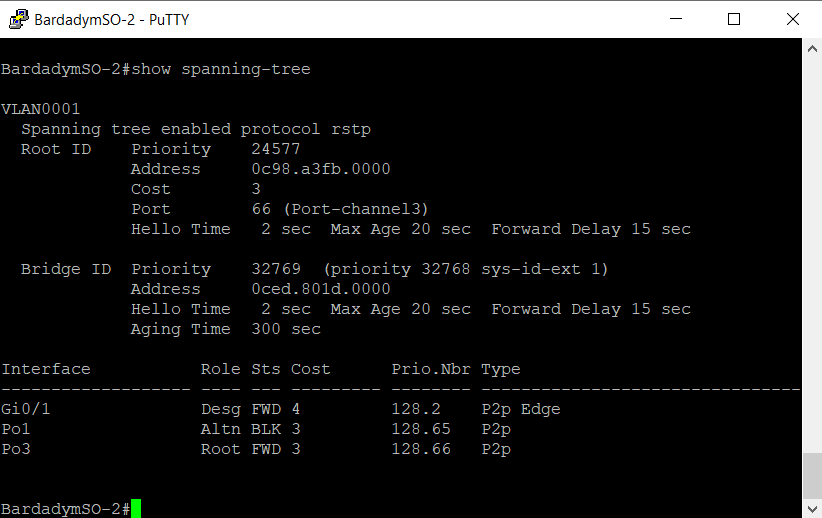 BardadymSO-2 - PuTTY
BardadymSO-2#show spanning-tree
VLAN0001
  Spanning tree enabled protocol rstp
  Root ID    Priority    24577
             Address     0c98.a3fb.0000
             Cost        3
             Port        66 (Port-channel3)
             Hello Time   2 sec  Max Age 20 sec  Forward Delay 15 sec
  Bridge ID  Priority    32769  (priority 32768 sys-id-ext 1)
             Address     0ced.801d.0000
             Hello Time   2 sec  Max Age 20 sec  Forward Delay 15 sec
             Aging Time  300 sec
Interface           Role Sts Cost      Prio.Nbr Type
------------------- ---- --- --------- -------- --------------------------------
Gi0/1               Desg FWD 4         128.2    P2p Edge
Po1                 Altn BLK 3         128.65   P2p
Po3                 Root FWD 3         128.66   P2p
BardadymSO-2#